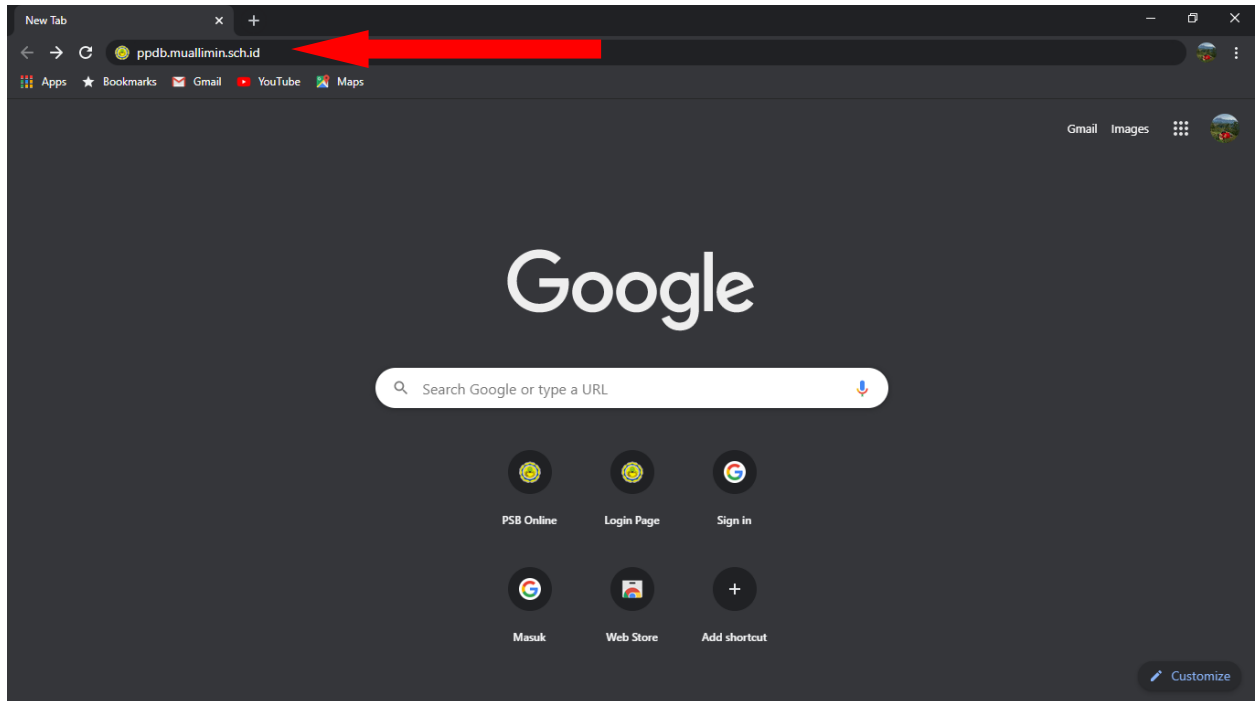 New Tab
ppdb.muallimin.sch.id
Apps Bookmarks Gmail YouTube Maps
Gmail Images
Google
Search Google or type a URL
PSB Online Login Page Sign in
Masuk Web Store Add shortcut
Customize